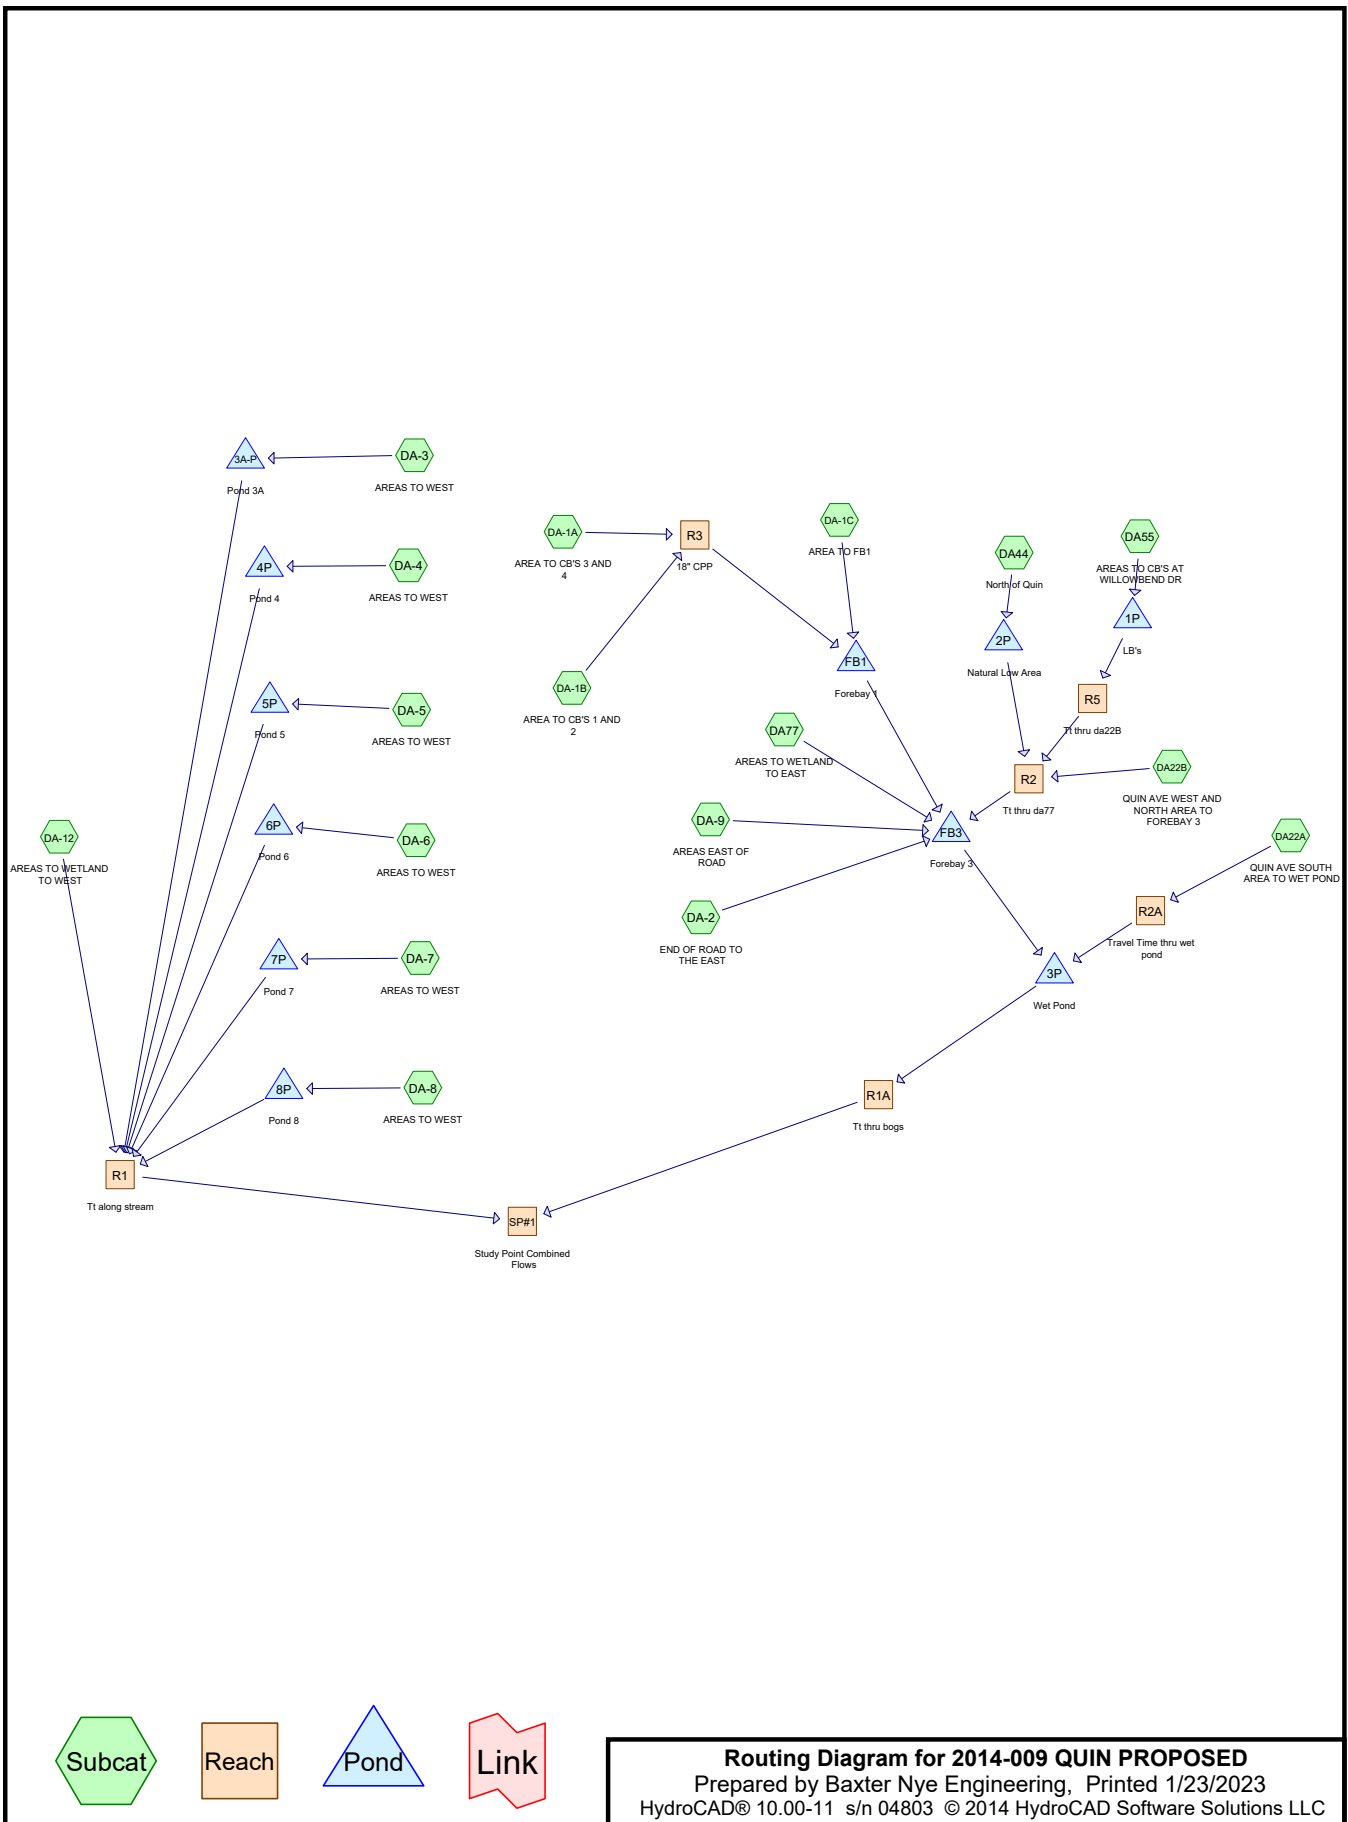 3A-P
Pond 3A
DA-3
AREAS TO WEST
4P
Pond 4
DA-4
AREAS TO WEST
5P
Pond 5
DA-5
AREAS TO WEST
6P
Pond 6
DA-6
AREAS TO WEST
7P
Pond 7
DA-7
AREAS TO WEST
8P
Pond 8
DA-8
AREAS TO WEST
DA-12
AREAS TO WETLAND
TO WEST
R1
Tt along stream
DA-1A
AREA TO CB'S 3 AND
4
R3
18" CPP
DA-1B
AREA TO CB'S 1 AND
2
DA-1C
AREA TO FB1
FB1
Forebay 1
DA44
North of Quin
2P
Natural Low Area
DA55
AREAS TO CB'S AT
WILLOWBEND DR
1P
LB's
R5
Tt thru da22B
DA77
AREAS TO WETLAND
TO EAST
R2
Tt thru da77
DA22B
QUIN AVE WEST AND
NORTH AREA TO
FOREBAY 3
DA-9
AREAS EAST OF
ROAD
FB3
Forebay 3
DA22A
QUIN AVE SOUTH
AREA TO WET POND
DA-2
END OF ROAD TO
THE EAST
R2A
Travel Time thru wet
pond
3P
Wet Pond
R1A
Tt thru bogs
SP#1
Study Point Combined
Flows
Subcat
Reach
Pond
Link
Routing Diagram for 2014-009 QUIN PROPOSED
Prepared by Baxter Nye Engineering, Printed 1/23/2023
HydroCAD® 10.00-11 s/n 04803 © 2014 HydroCAD Software Solutions LLC